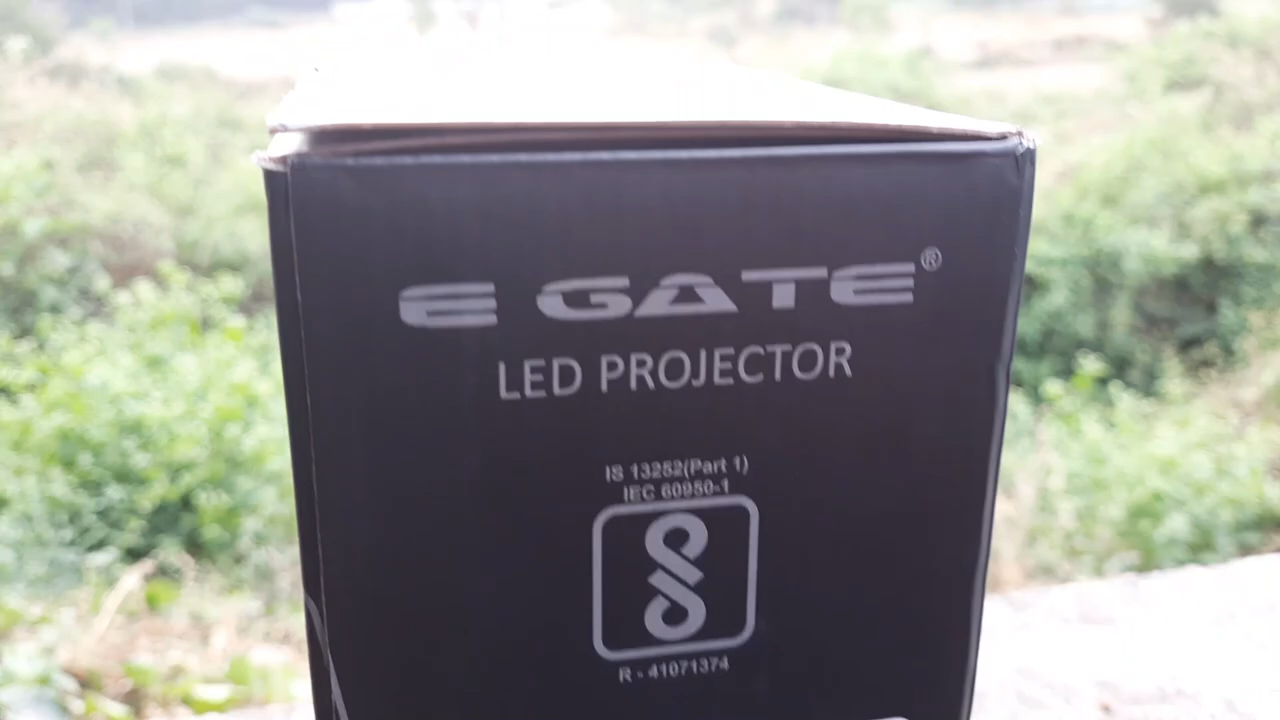 E GATE®
LED PROJECTOR
IS 13252(Part 1)
IEC 60950-1
R - 41071374